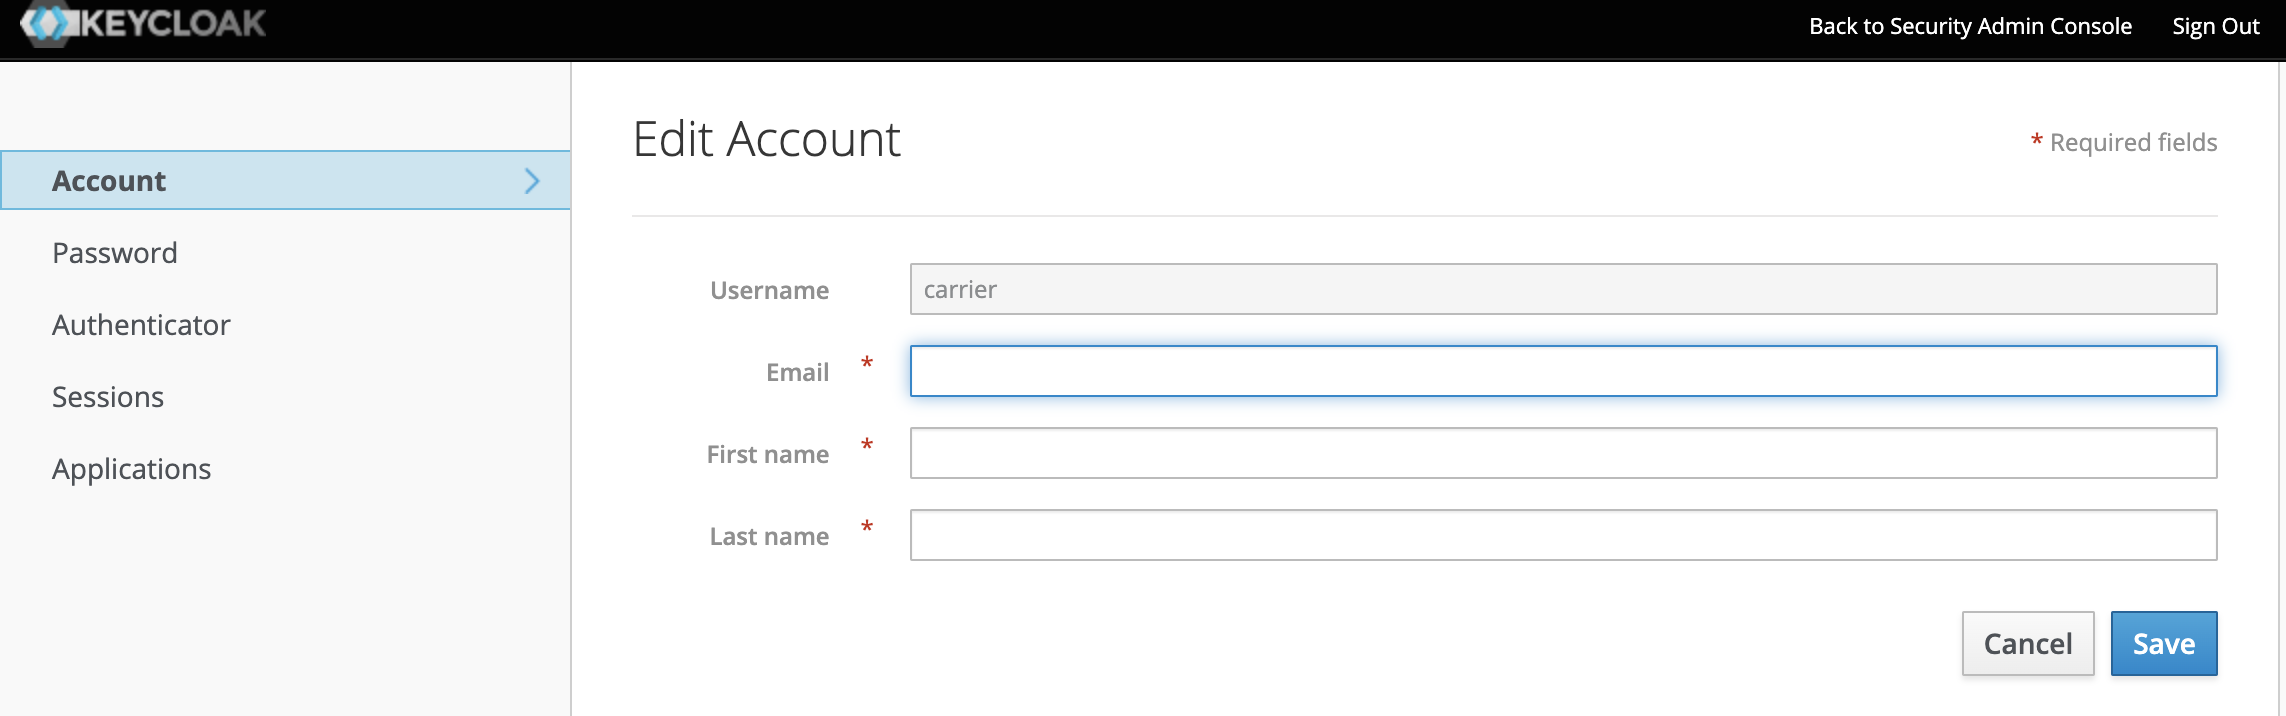 KEYCLOAK
Back to Security Admin Console
Sign Out
Account
Password
Authenticator
Sessions
Applications
Edit Account
* Required fields
Username
carrier
Email *
First name *
Last name *
Cancel
Save